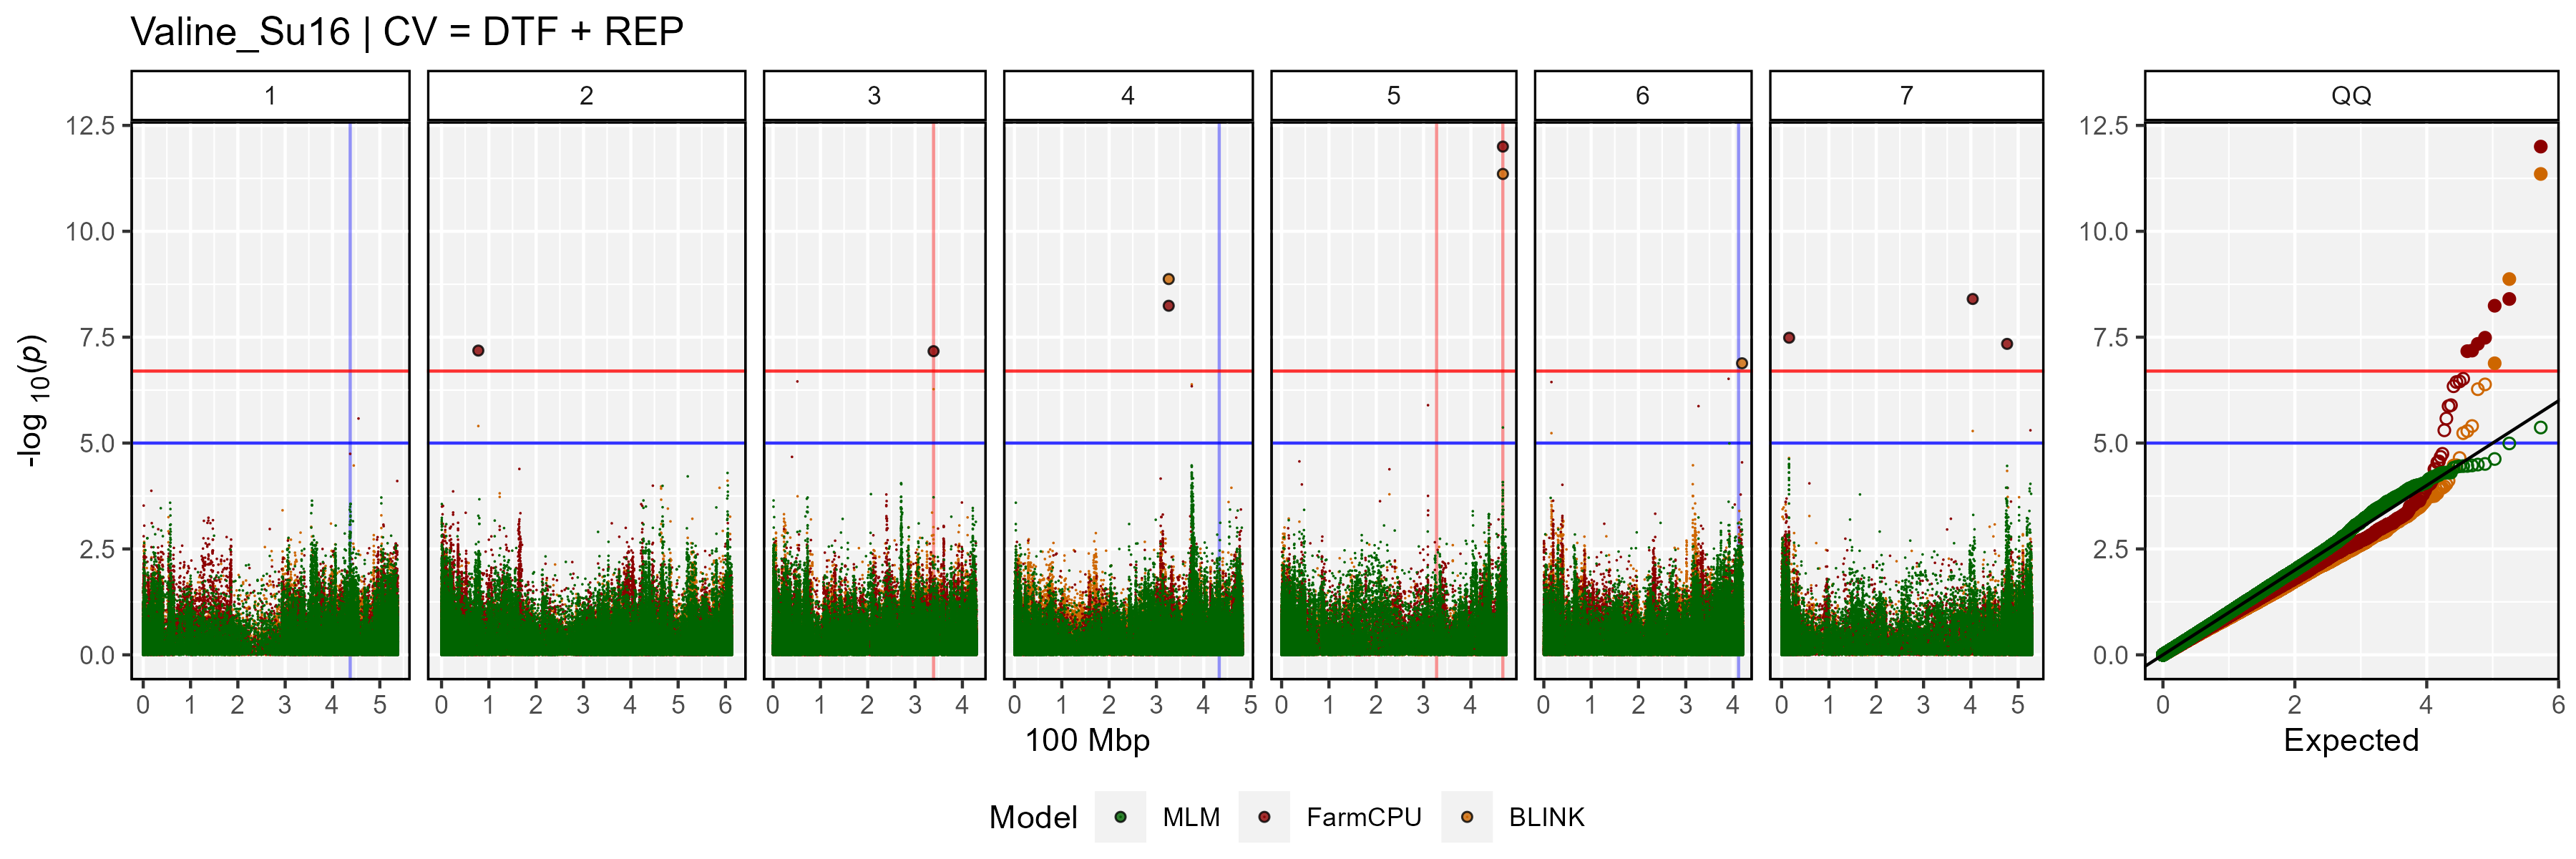 Valine_Su16 | CV = DTF + REP
1 2 3 4 5 6 7 QQ
-log 10(p)
12.5
10.0
7.5
5.0
2.5
0.0
12.5
10.0
7.5
5.0
2.5
0.0
0 1 2 3 4 5 0 1 2 3 4 5 6 0 1 2 3 4 0 1 2 3 4 5 0 1 2 3 4 0 1 2 3 4 0 1 2 3 4 5 0 2 4 6
100 Mbp Expected
Model MLM FarmCPU BLINK